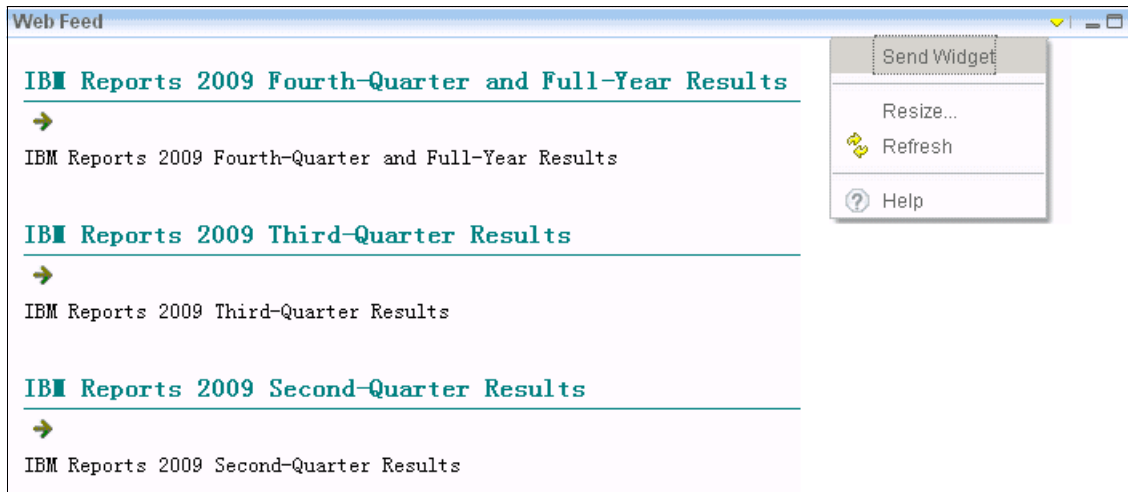 Web Feed
Send Widget
Resize...
Refresh
Help
IBM Reports 2009 Fourth-Quarter and Full-Year Results
IBM Reports 2009 Fourth-Quarter and Full-Year Results
IBM Reports 2009 Third-Quarter Results
IBM Reports 2009 Third-Quarter Results
IBM Reports 2009 Second-Quarter Results
IBM Reports 2009 Second-Quarter Results